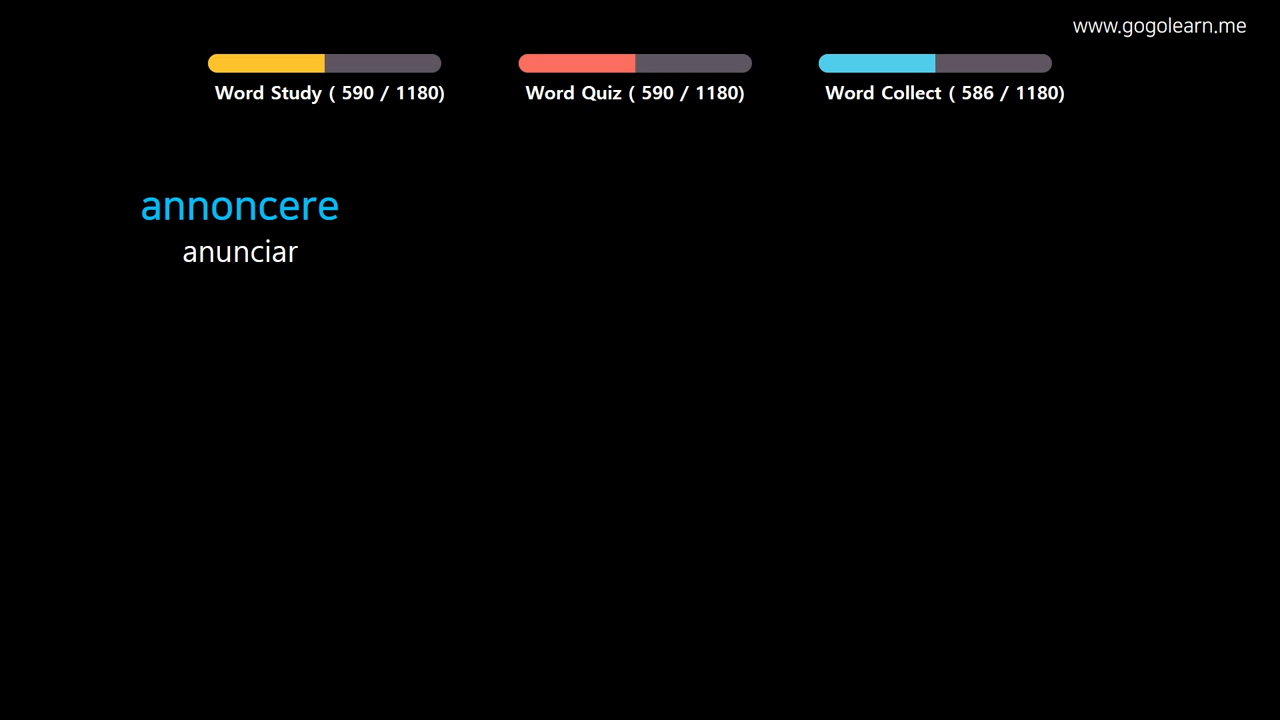 www.gogolearn.me
Word Study ( 590 / 1180)
Word Quiz ( 590 / 1180)
Word Collect ( 586 / 1180)
annoncere
anunciar